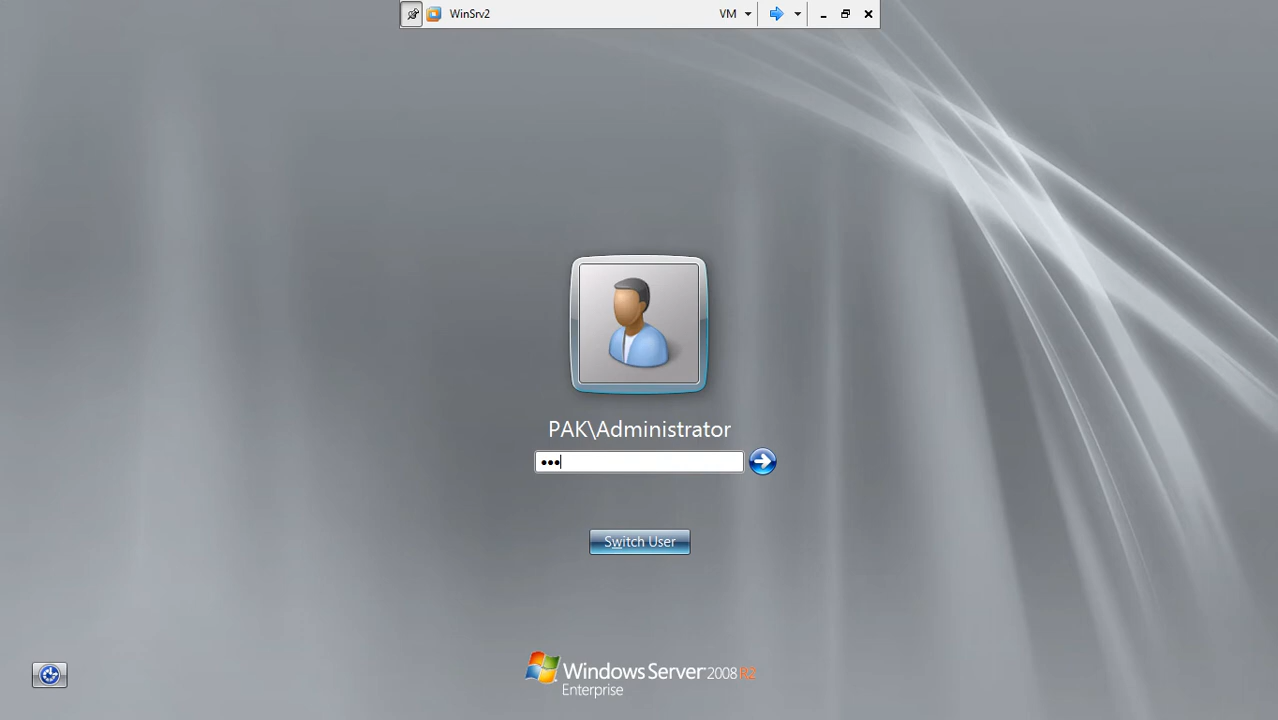 WinSrv2
VM
PAK\Administrator
•••
Switch User
Windows Server 2008 R2
Enterprise